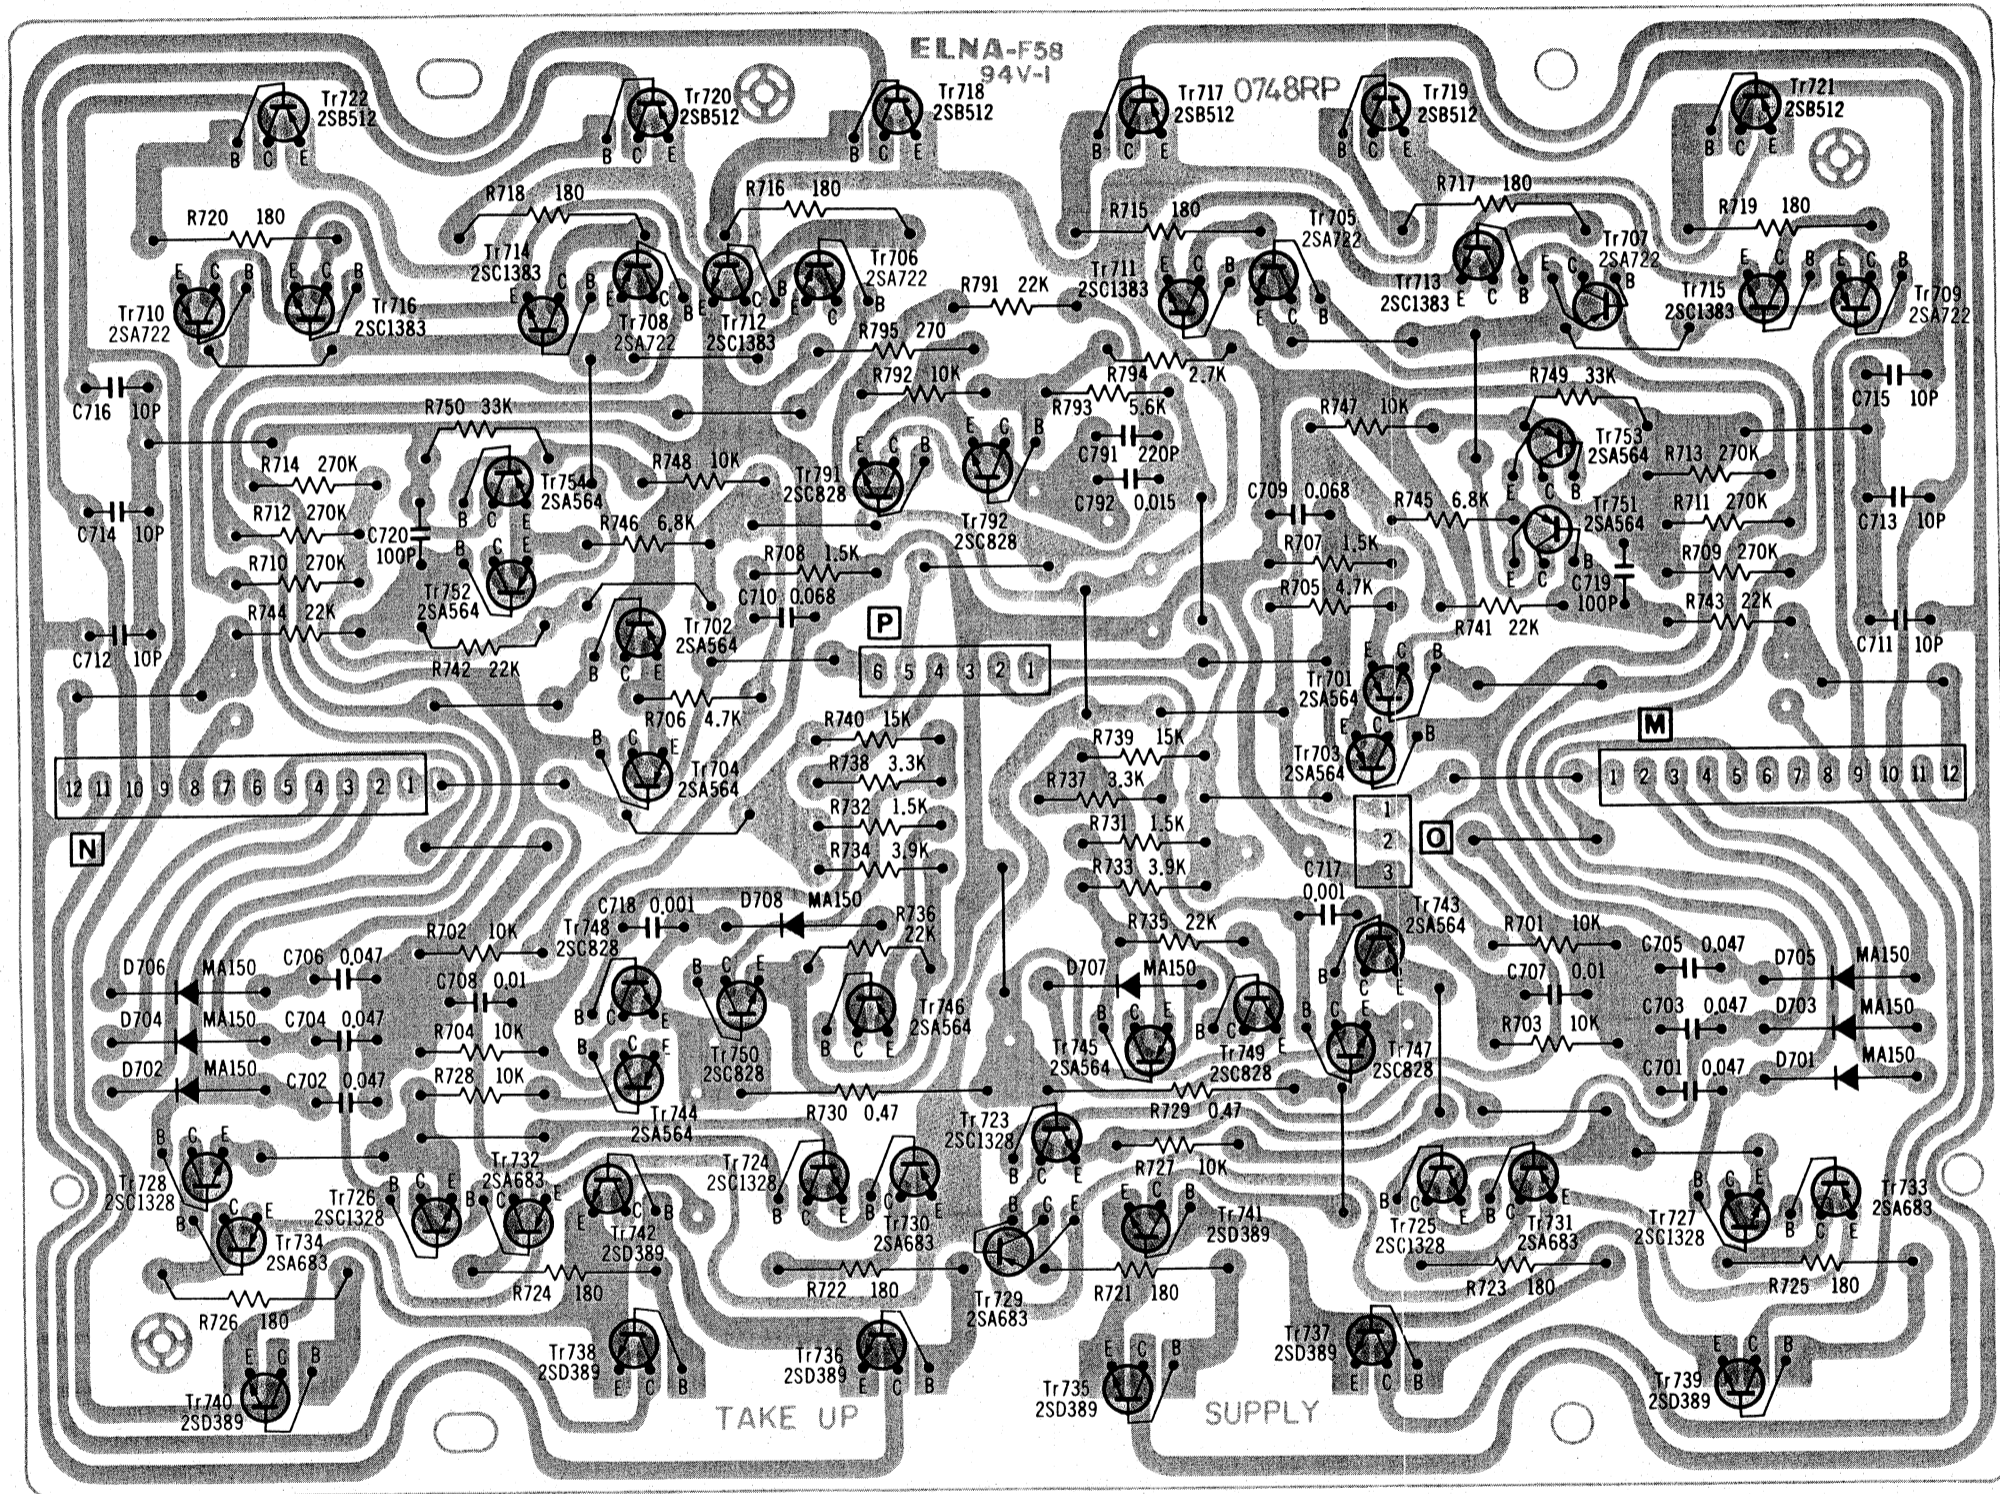 ELNA-F58
94V-1
0748RP
Tr722
2SB512
B C E
Tr720
2SB512
B C E
Tr718
2SB512
B C E
Tr717
2SB512
B C E
Tr719
2SB512
B C E
Tr721
2SB512
B C E
R720 180
R718 180
R716 180
R715 180
R717 180
R719 180
Tr710
2SA722
E C B
Tr716
2SC1383
E C B
Tr714
2SC1383
E C B
Tr708
2SA722
E C B
Tr712
2SC1383
E C B
Tr706
2SA722
E C B
Tr711
2SC1383
E C B
Tr705
2SA722
E C B
Tr713
2SC1383
E C B
Tr707
2SA722
E C B
Tr715
2SC1383
E C B
Tr709
2SA722
E C B
R791 22K
R795 270
R792 10K
R794 2.7K
R793 5.6K
C791 220P
C792 0.015
Tr791
2SC828
E C B
Tr792
2SC828
E C B
C716 10P
C714 10P
C712 10P
C715 10P
C713 10P
C711 10P
R750 33K
R714 270K
R712 270K
R710 270K
R744 22K
C720
100P
Tr754
2SA564
B C E
Tr752
2SA564
B C E
R742 22K
R748 10K
R746 6.8K
R708 1.5K
C710 0.068
Tr702
2SA564
B C E
R706 4.7K
Tr704
2SA564
B C E
R749 33K
R747 10K
Tr753
2SA564
E C B
Tr751
2SA564
E C B
R713 270K
R711 270K
R709 270K
R743 22K
C709 0.068
R745 6.8K
R707 1.5K
R705 4.7K
C719
100P
R741 22K
Tr701
2SA564
E C B
Tr703
2SA564
E C B
P
6 5 4 3 2 1
M
1 2 3 4 5 6 7 8 9 10 11 12
N
12 11 10 9 8 7 6 5 4 3 2 1
O
1
2
3
R740 15K
R738 3.3K
R732 1.5K
R734 3.9K
R739 15K
R737 3.3K
R731 1.5K
R733 3.9K
C718 0.001
D708 MA150
R736
22K
C717
0.001
R735 22K
D707 MA150
Tr748
2SC828
B C E
Tr750
2SC828
B C E
Tr746
2SA564
B C E
Tr744
2SA564
B C E
Tr743
2SA564
B C E
Tr745
2SA564
B C E
Tr749
2SC828
B C E
Tr747
2SC828
B C E
R702 10K
C708 0.01
R704 10K
R728 10K
D706 MA150
D704 MA150
D702 MA150
C706 0.047
C704 0.047
C702 0.047
R701 10K
C707 0.01
R703 10K
C705 0.047
C703 0.047
C701 0.047
D705 MA150
D703 MA150
D701 MA150
R730 0.47
R729 0.47
R727 10K
Tr728
2SC1328
B C E
Tr734
2SA683
B C E
Tr726
2SC1328
B C E
Tr732
2SA683
B C E
Tr742
2SD389
E C B
Tr724
2SC1328
B C E
Tr730
2SA683
B C E
Tr723
2SC1328
B C E
Tr729
2SA683
B C E
Tr741
2SD389
E C B
Tr725
2SC1328
B C E
Tr731
2SA683
B C E
Tr727
2SC1328
B C E
Tr733
2SA683
B C E
R726 180
R724 180
R722 180
R721 180
R723 180
R725 180
Tr740
2SD389
E C B
Tr738
2SD389
E C B
Tr736
2SD389
E C B
Tr735
2SD389
E C B
Tr737
2SD389
E C B
Tr739
2SD389
E C B
TAKE UP
SUPPLY